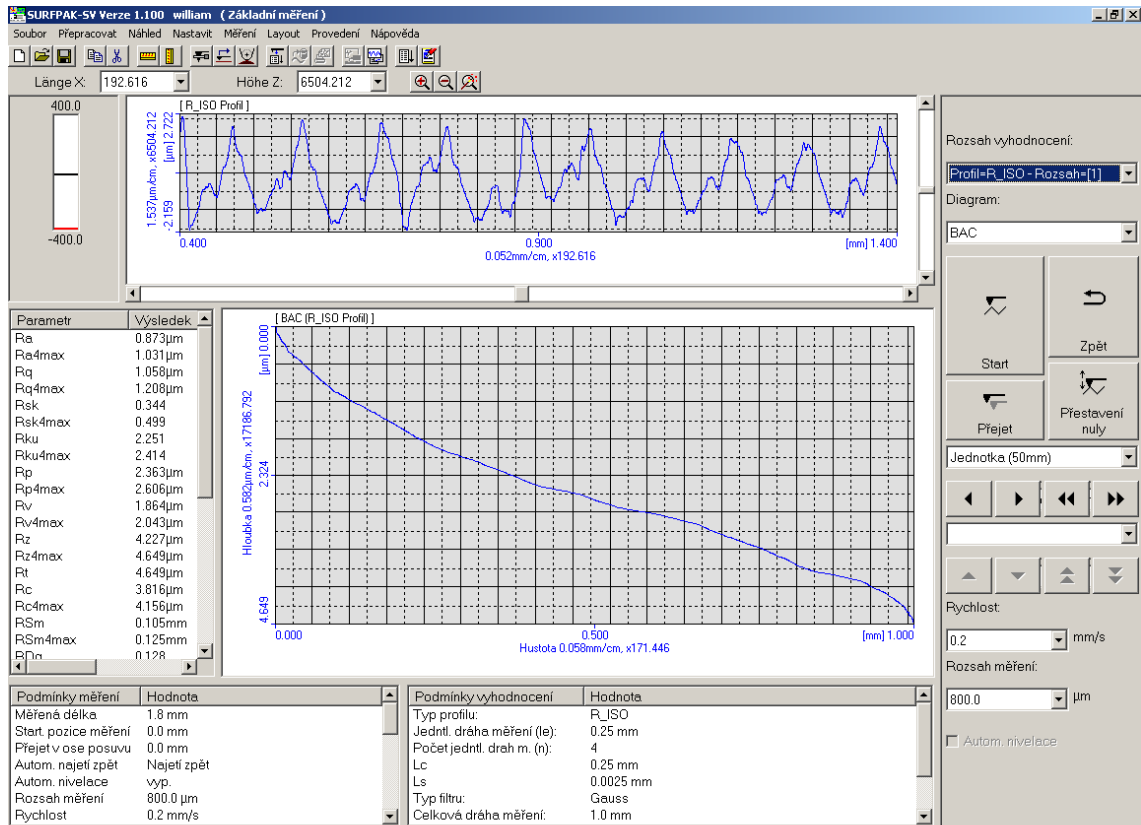 SURFPAK-SV Verze 1.100 william ( Základní měření )
Soubor Přepracovat Náhled Nastavit Měření Layout Provedení Nápověda
Länge X: 192.616 Höhe Z: 6504.212
400.0
-400.0
[ R_ISO Profil ]
1.537µm/cm, x6504.212
-2.159 [µm] 2.722
0.400 0.900 [mm] 1.400
0.052mm/cm, x192.616
Rozsah vyhodnocení:
Profil=R_ISO - Rozsah=[1]
Diagram:
BAC
Start
Zpět
Přejet
Přestavení
nuly
Jednotka (50mm)
Rychlost:
0.2 mm/s
Rozsah měření:
800.0 µm
Autom. nivelace
Parametr Výsledek
Ra 0.873µm
Ra4max 1.031µm
Rq 1.058µm
Rq4max 1.208µm
Rsk 0.344
Rsk4max 0.499
Rku 2.251
Rku4max 2.414
Rp 2.363µm
Rp4max 2.606µm
Rv 1.864µm
Rv4max 2.043µm
Rz 4.227µm
Rz4max 4.649µm
Rt 4.649µm
Rc 3.816µm
Rc4max 4.156µm
RSm 0.105mm
RSm4max 0.125mm
RDq 0.128
[ BAC (R_ISO Profil) ]
Hloubka 0.582µm/cm, x17186.792
4.649 2.324 [µm] 0.000
0.000 0.500 [mm] 1.000
Hustota 0.058mm/cm, x171.446
Podmínky měření Hodnota
Měřená délka 1.8 mm
Start. pozice měření 0.0 mm
Přejet v ose posuvu 0.0 mm
Autom. najetí zpět Najetí zpět
Autom. nivelace vyp.
Rozsah měření 800.0 µm
Rychlost 0.2 mm/s
Podmínky vyhodnocení Hodnota
Typ profilu: R_ISO
Jedntl. dráha měření (le): 0.25 mm
Počet jedntl. drah m. (n): 4
Lc 0.25 mm
Ls 0.0025 mm
Typ filtru: Gauss
Celková dráha měření: 1.0 mm